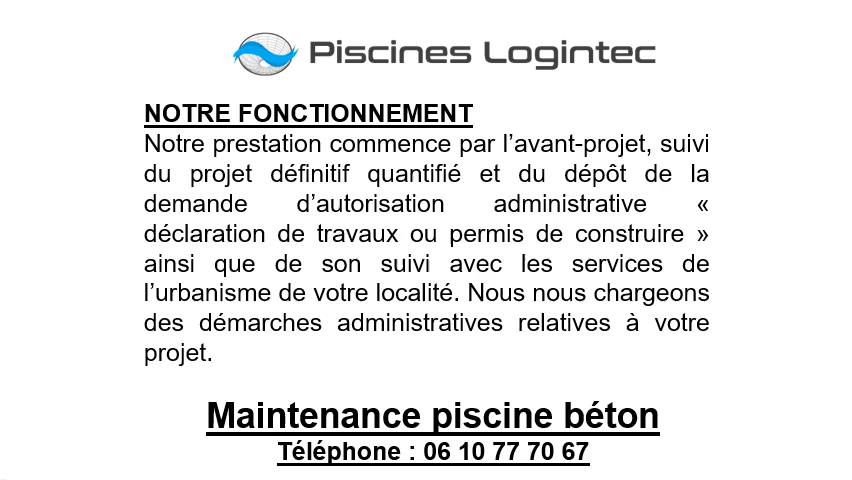 Piscines Logintec
NOTRE FONCTIONNEMENT
Notre prestation commence par l’avant-projet, suivi
du projet définitif quantifié et du dépôt de la
demande d’autorisation administrative «
déclaration de travaux ou permis de construire »
ainsi que de son suivi avec les services de
l’urbanisme de votre localité. Nous nous chargeons
des démarches administratives relatives à votre
projet.
Maintenance piscine béton
Téléphone : 06 10 77 70 67